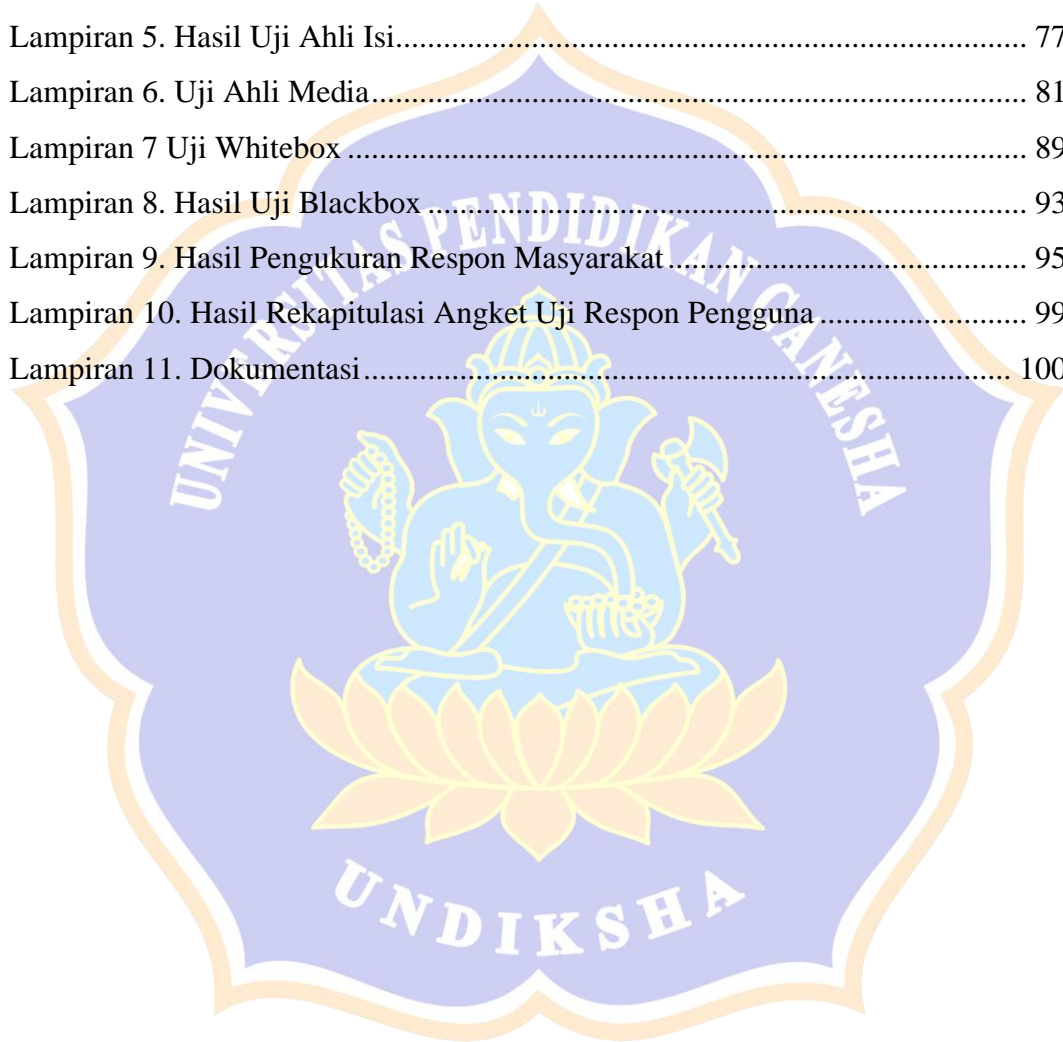 Lampiran 5. Hasil Uji Ahli Isi............................................................................. 77
Lampiran 6. Uji Ahli Media................................................................................ 81
Lampiran 7 Uji Whitebox ................................................................................... 89
Lampiran 8. Hasil Uji Blackbox ......................................................................... 93
Lampiran 9. Hasil Pengukuran Respon Masyarakat ............................................ 95
Lampiran 10. Hasil Rekapitulasi Angket Uji Respon Pengguna ......................... 99
Lampiran 11. Dokumentasi............................................................................... 100
UNIVERSITAS PENDIDIKAN GANESHA
UNDIKSHA